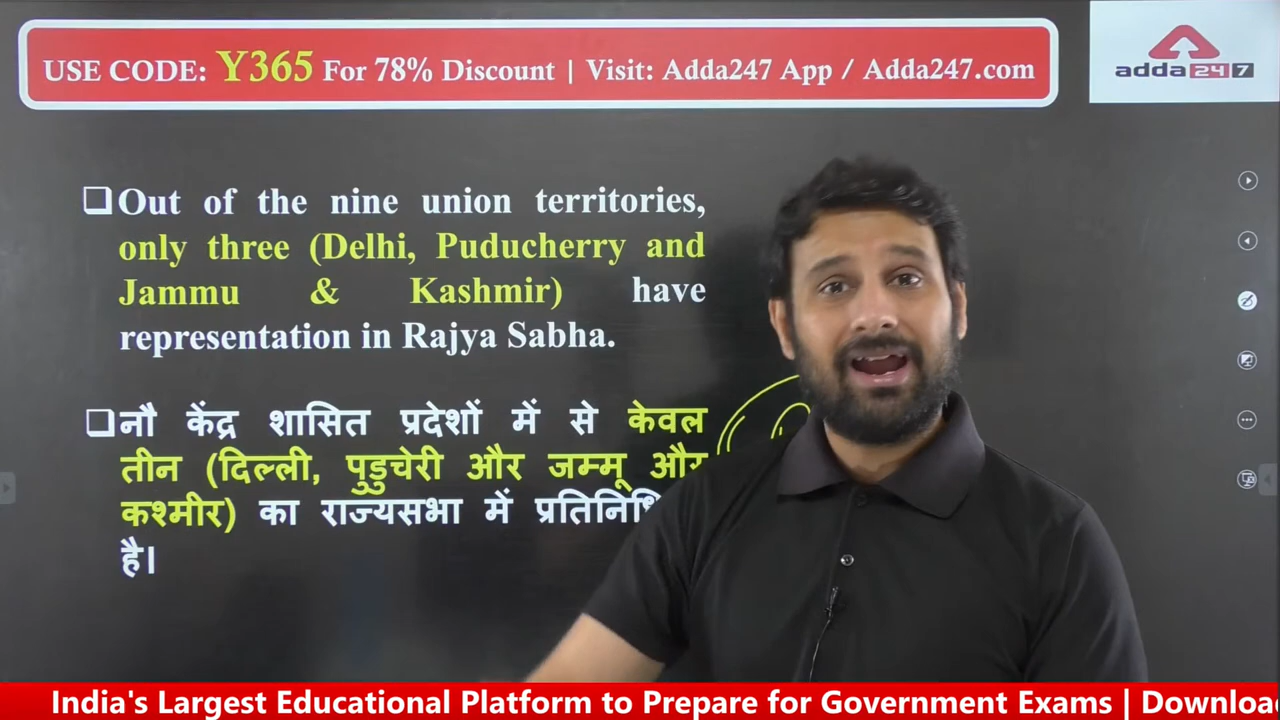 USE CODE: Y365 For 78% Discount | Visit: Adda247 App / Adda247.com
adda247
Out of the nine union territories,
only three (Delhi, Puducherry and
Jammu & Kashmir) have
representation in Rajya Sabha.
नौ केंद्र शासित प्रदेशों में से केवल
तीन (दिल्ली, पुडुचेरी और जम्मू और
कश्मीर) का राज्यसभा में
है।
India's Largest Educational Platform to Prepare for Government Exams |